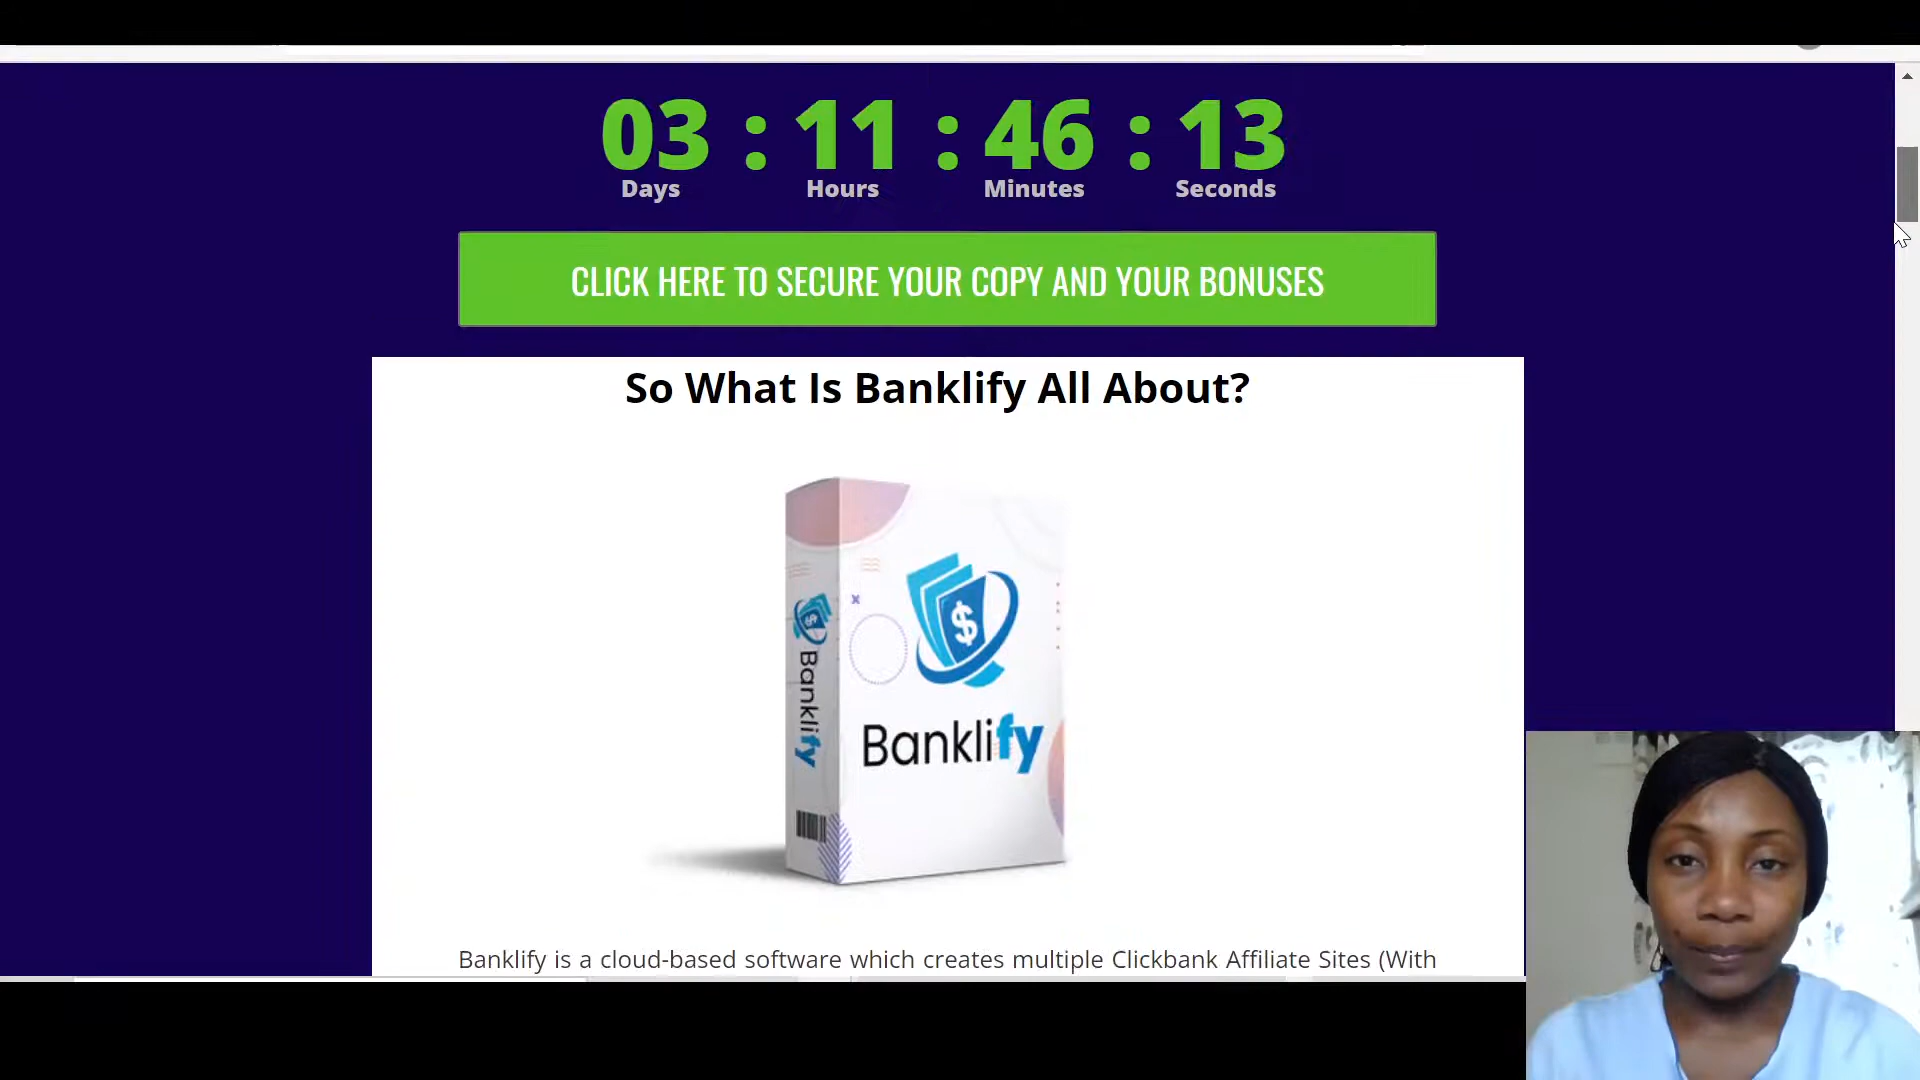 03 : 11 : 46 : 13
Days Hours Minutes Seconds
CLICK HERE TO SECURE YOUR COPY AND YOUR BONUSES
So What Is Banklify All About?
$
$
x
Banklify
Banklify
Banklify is a cloud-based software which creates multiple Clickbank Affiliate Sites (With